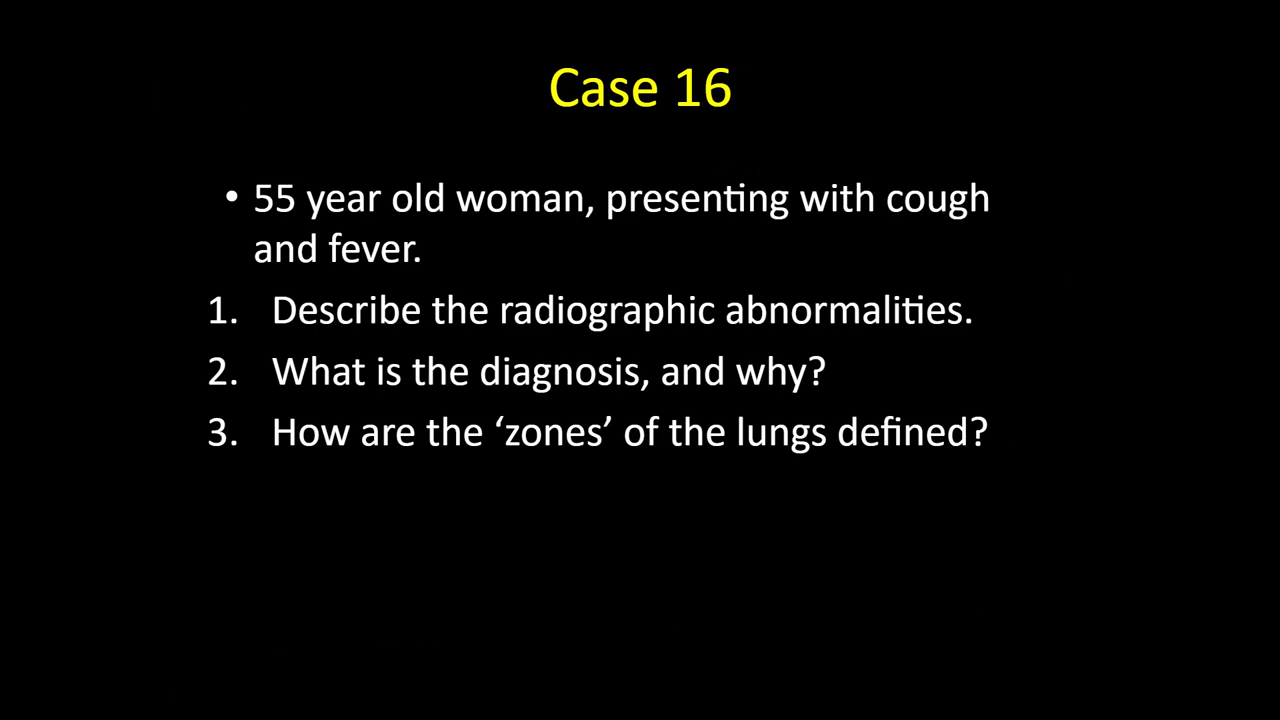 Case 16
• 55 year old woman, presenting with cough
and fever.
1. Describe the radiographic abnormalities.
2. What is the diagnosis, and why?
3. How are the ‘zones’ of the lungs defined?